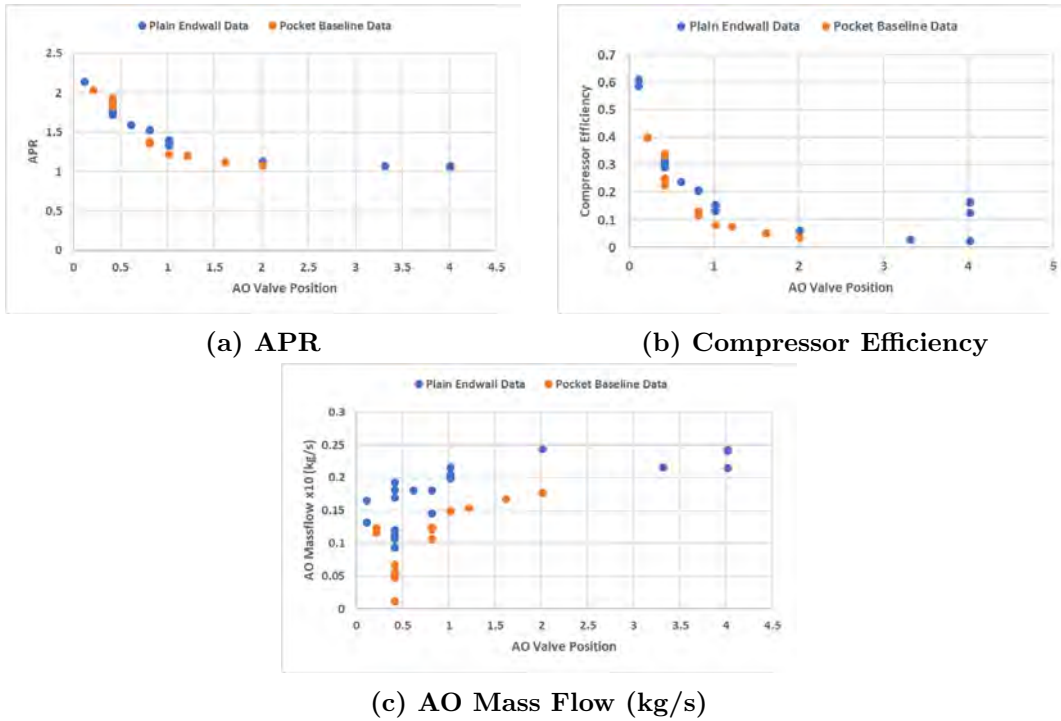 Plain Endwall Data Pocket Baseline Data
2.5
2
1.5
1
0.5
0
APR
0 0.5 1 1.5 2 2.5 3 3.5 4 4.5
AO Valve Position
(a) APR
Plain Endwall Data Pocket Baseline Data
0.7
0.6
0.5
0.4
0.3
0.2
0.1
0
Compressor Efficiency
0 1 2 3 4 5
AO Valve Position
(b) Compressor Efficiency
Plain Endwall Data Pocket Baseline Data
0.3
0.25
0.2
0.15
0.1
0.05
0
AO Massflow x10 (kg/s)
0 0.5 1 1.5 2 2.5 3 3.5 4 4.5
AO Valve Position
(c) AO Mass Flow (kg/s)